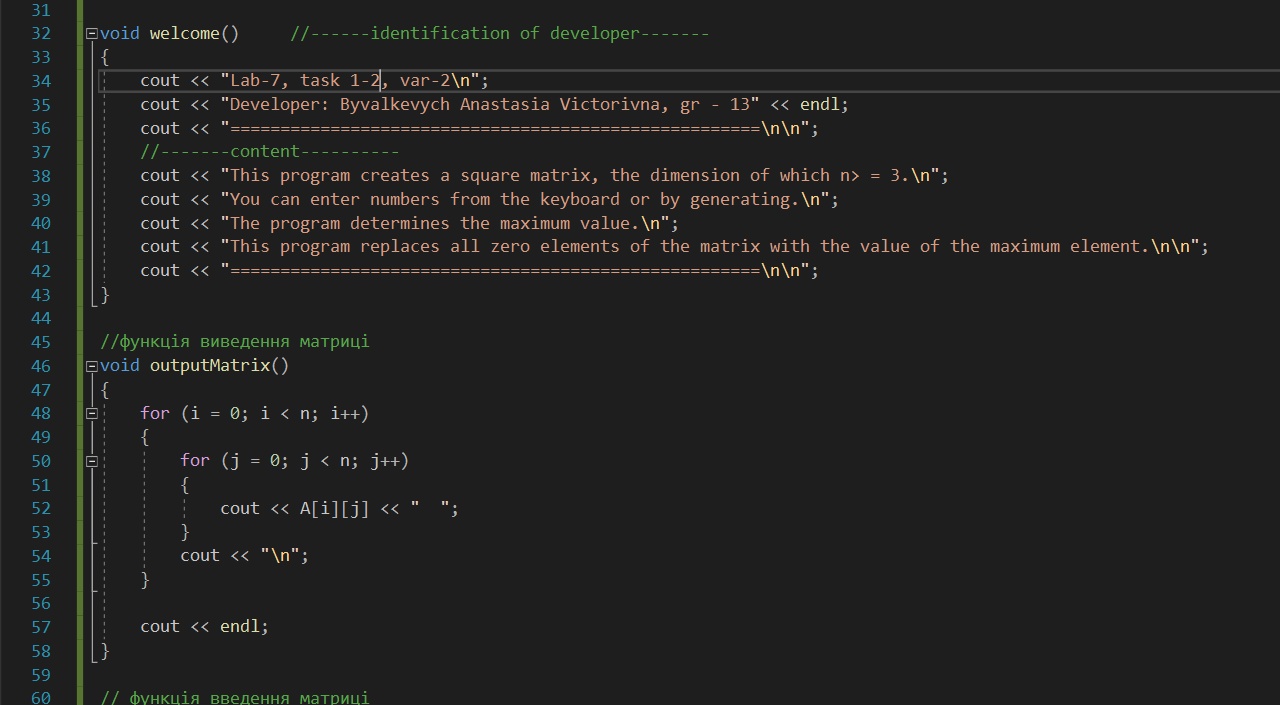 31
32 void welcome() //------identification of developer-------
33 {
34 cout << "Lab-7, task 1-2, var-2\n";
35 cout << "Developer: Byvalkevych Anastasia Victorivna, gr - 13" << endl;
36 cout << "=====================================================\n\n";
37 //-------content----------
38 cout << "This program creates a square matrix, the dimension of which n> = 3.\n";
39 cout << "You can enter numbers from the keyboard or by generating.\n";
40 cout << "The program determines the maximum value.\n";
41 cout << "This program replaces all zero elements of the matrix with the value of the maximum element.\n\n";
42 cout << "=====================================================\n\n";
43 }
44
45 //функція виведення матриці
46 void outputMatrix()
47 {
48 for (i = 0; i < n; i++)
49 {
50 for (j = 0; j < n; j++)
51 {
52 cout << A[i][j] << "  ";
53 }
54 cout << "\n";
55 }
56
57 cout << endl;
58 }
59
60 // функція введення матриці